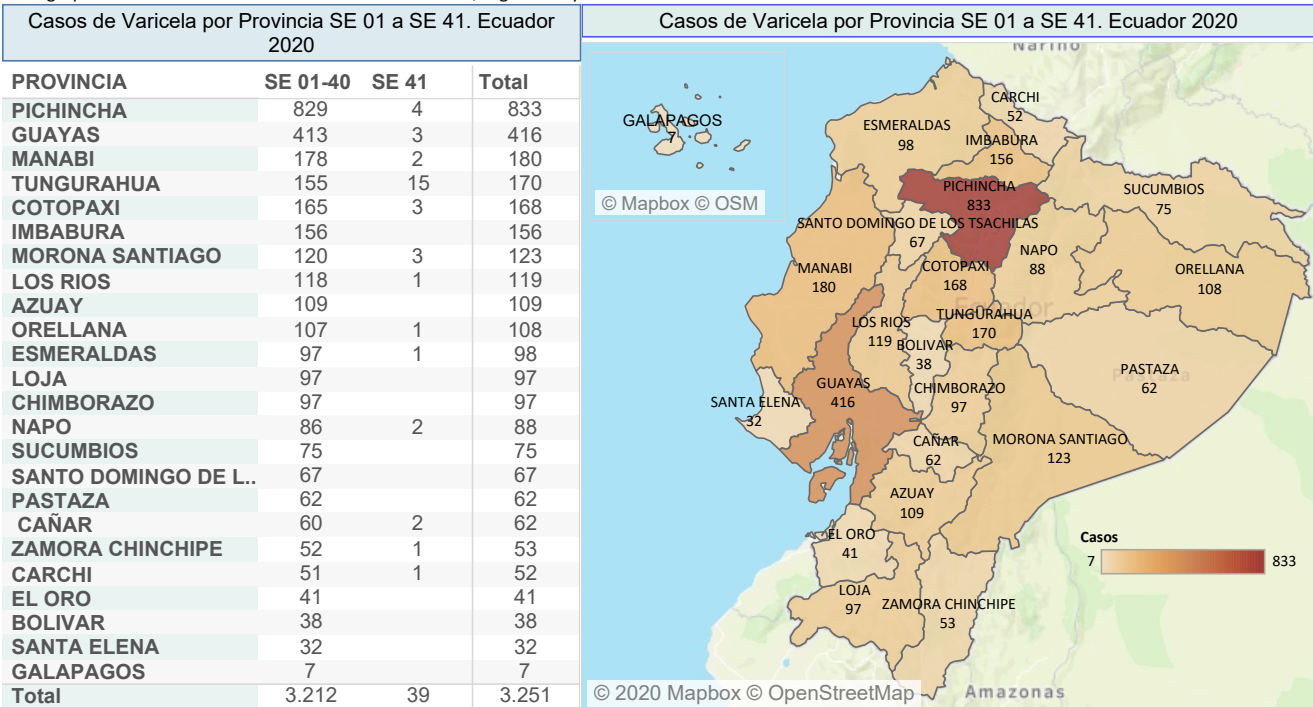 Casos de Varicela por Provincia SE 01 a SE 41. Ecuador
2020
PROVINCIA SE 01-40 SE 41 Total
PICHINCHA 829 4 833
GUAYAS 413 3 416
MANABI 178 2 180
TUNGURAHUA 155 15 170
COTOPAXI 165 3 168
IMBABURA 156 156
MORONA SANTIAGO 120 3 123
LOS RIOS 118 1 119
AZUAY 109 109
ORELLANA 107 1 108
ESMERALDAS 97 1 98
LOJA 97 97
CHIMBORAZO 97 97
NAPO 86 2 88
SUCUMBIOS 75 75
SANTO DOMINGO DE L.. 67 67
PASTAZA 62 62
CAÑAR 60 2 62
ZAMORA CHINCHIPE 52 1 53
CARCHI 51 1 52
EL ORO 41 41
BOLIVAR 38 38
SANTA ELENA 32 32
GALAPAGOS 7 7
Total 3.212 39 3.251
Casos de Varicela por Provincia SE 01 a SE 41. Ecuador 2020
Nariño
GALAPAGOS
7
© Mapbox © OSM
CARCHI
52
ESMERALDAS
98
IMBABURA
156
PICHINCHA
833
SUCUMBIOS
75
SANTO DOMINGO DE LOS TSACHILAS
67
NAPO
88
MANABI
180
COTOPAXI
168
ORELLANA
108
Ecuador
TUNGURAHUA
170
LOS RIOS
119
BOLIVAR
38
PASTAZA
Pastaza
62
GUAYAS
416
CHIMBORAZO
97
SANTA ELENA
32
CAÑAR
62
MORONA SANTIAGO
123
AZUAY
109
EL ORO
41
Casos
7 833
LOJA
97
ZAMORA CHINCHIPE
53
© 2020 Mapbox © OpenStreetMap
Amazonas